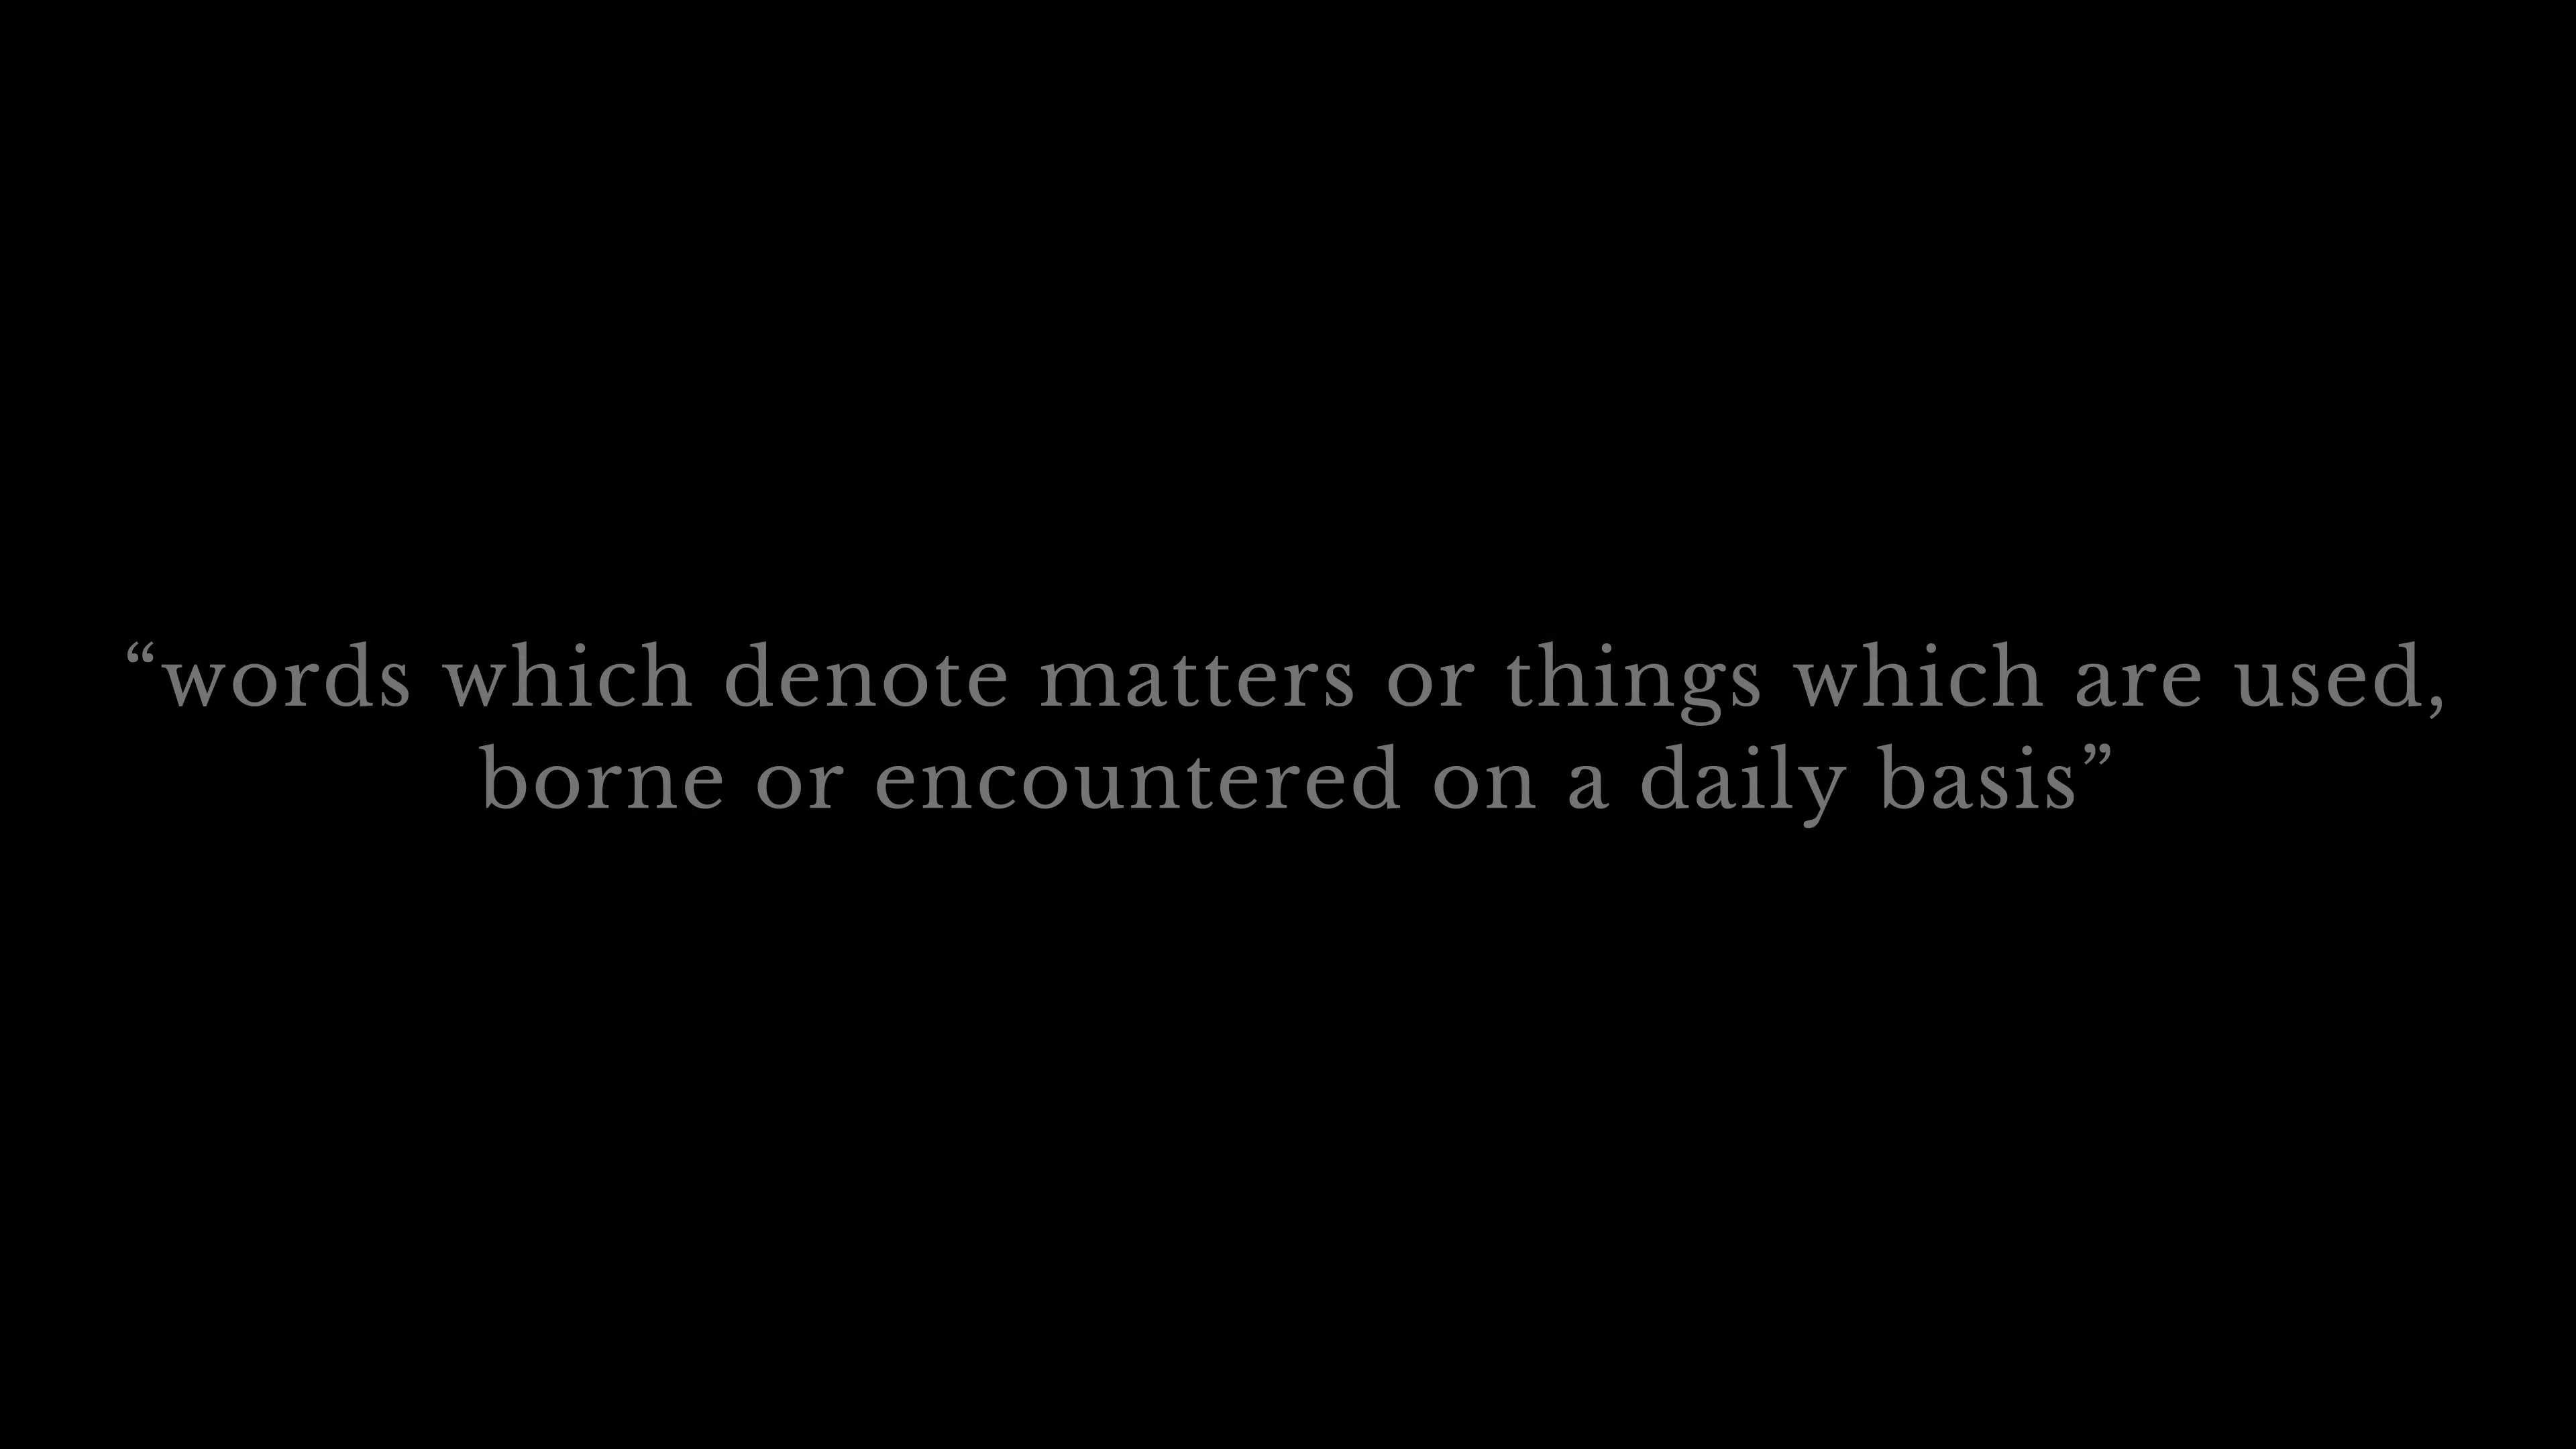 “words which denote matters or things which are used,
borne or encountered on a daily basis”